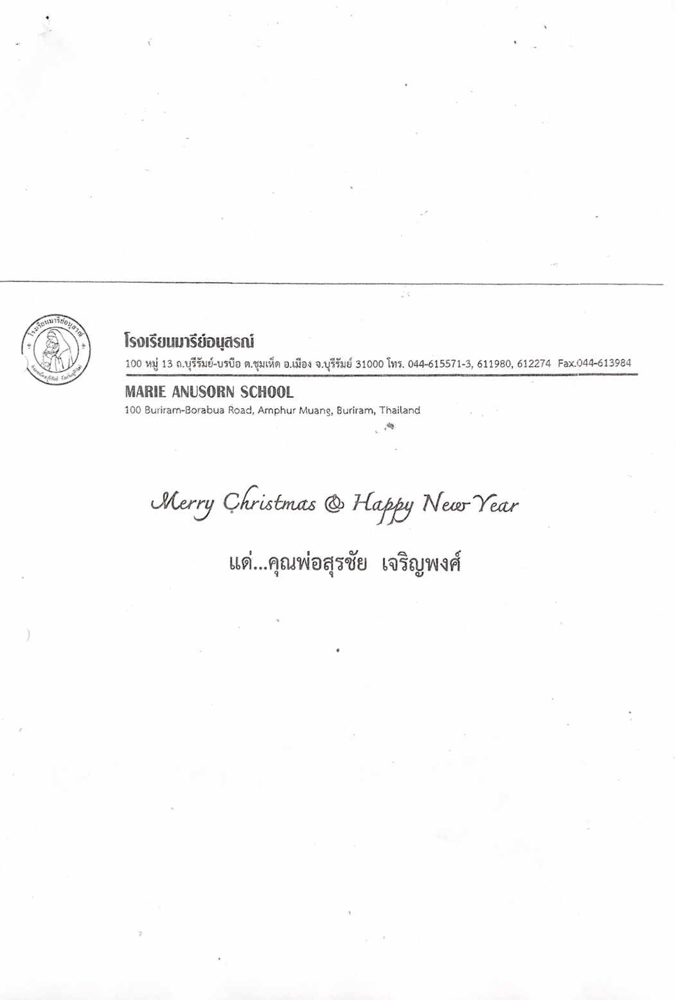 โรงเรียนมารีย์อนุสรณ์
โรงเรียนมารีย์อนุสรณ์
100 หมู่ 13 ถ.บุรีรัมย์-บรบือ ต.ชุมเห็ด อ.เมือง จ.บุรีรัมย์ 31000 โทร. 044-615571-3, 611980, 612274 Fax.044-613984
MARIE ANUSORN SCHOOL
100 Buriram-Borabua Road, Amphur Muang, Buriram, Thailand
Merry Christmas & Happy New Year
แด่...คุณพ่อสุรชัย เจริญพงศ์